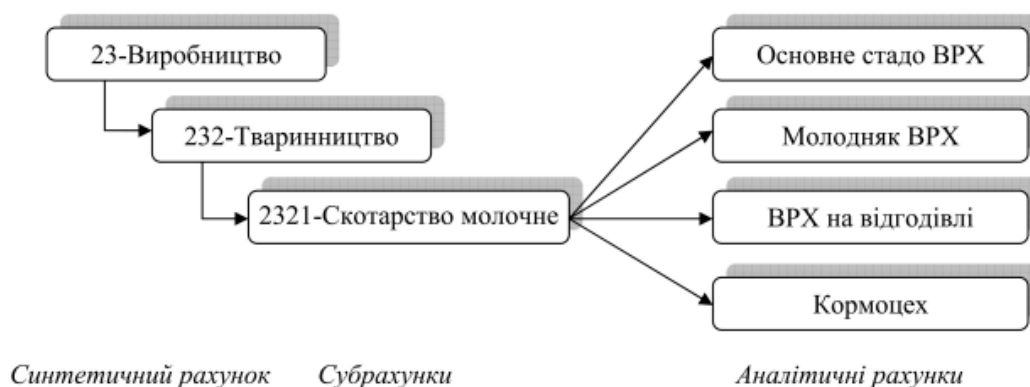 23-Виробництво
232-Тваринництво
2321-Скотарство молочне
Основне стадо ВРХ
Молодняк ВРХ
ВРХ на відгодівлі
Кормоцех
Синтетичний рахунок Субрахунки Аналітичні рахунки